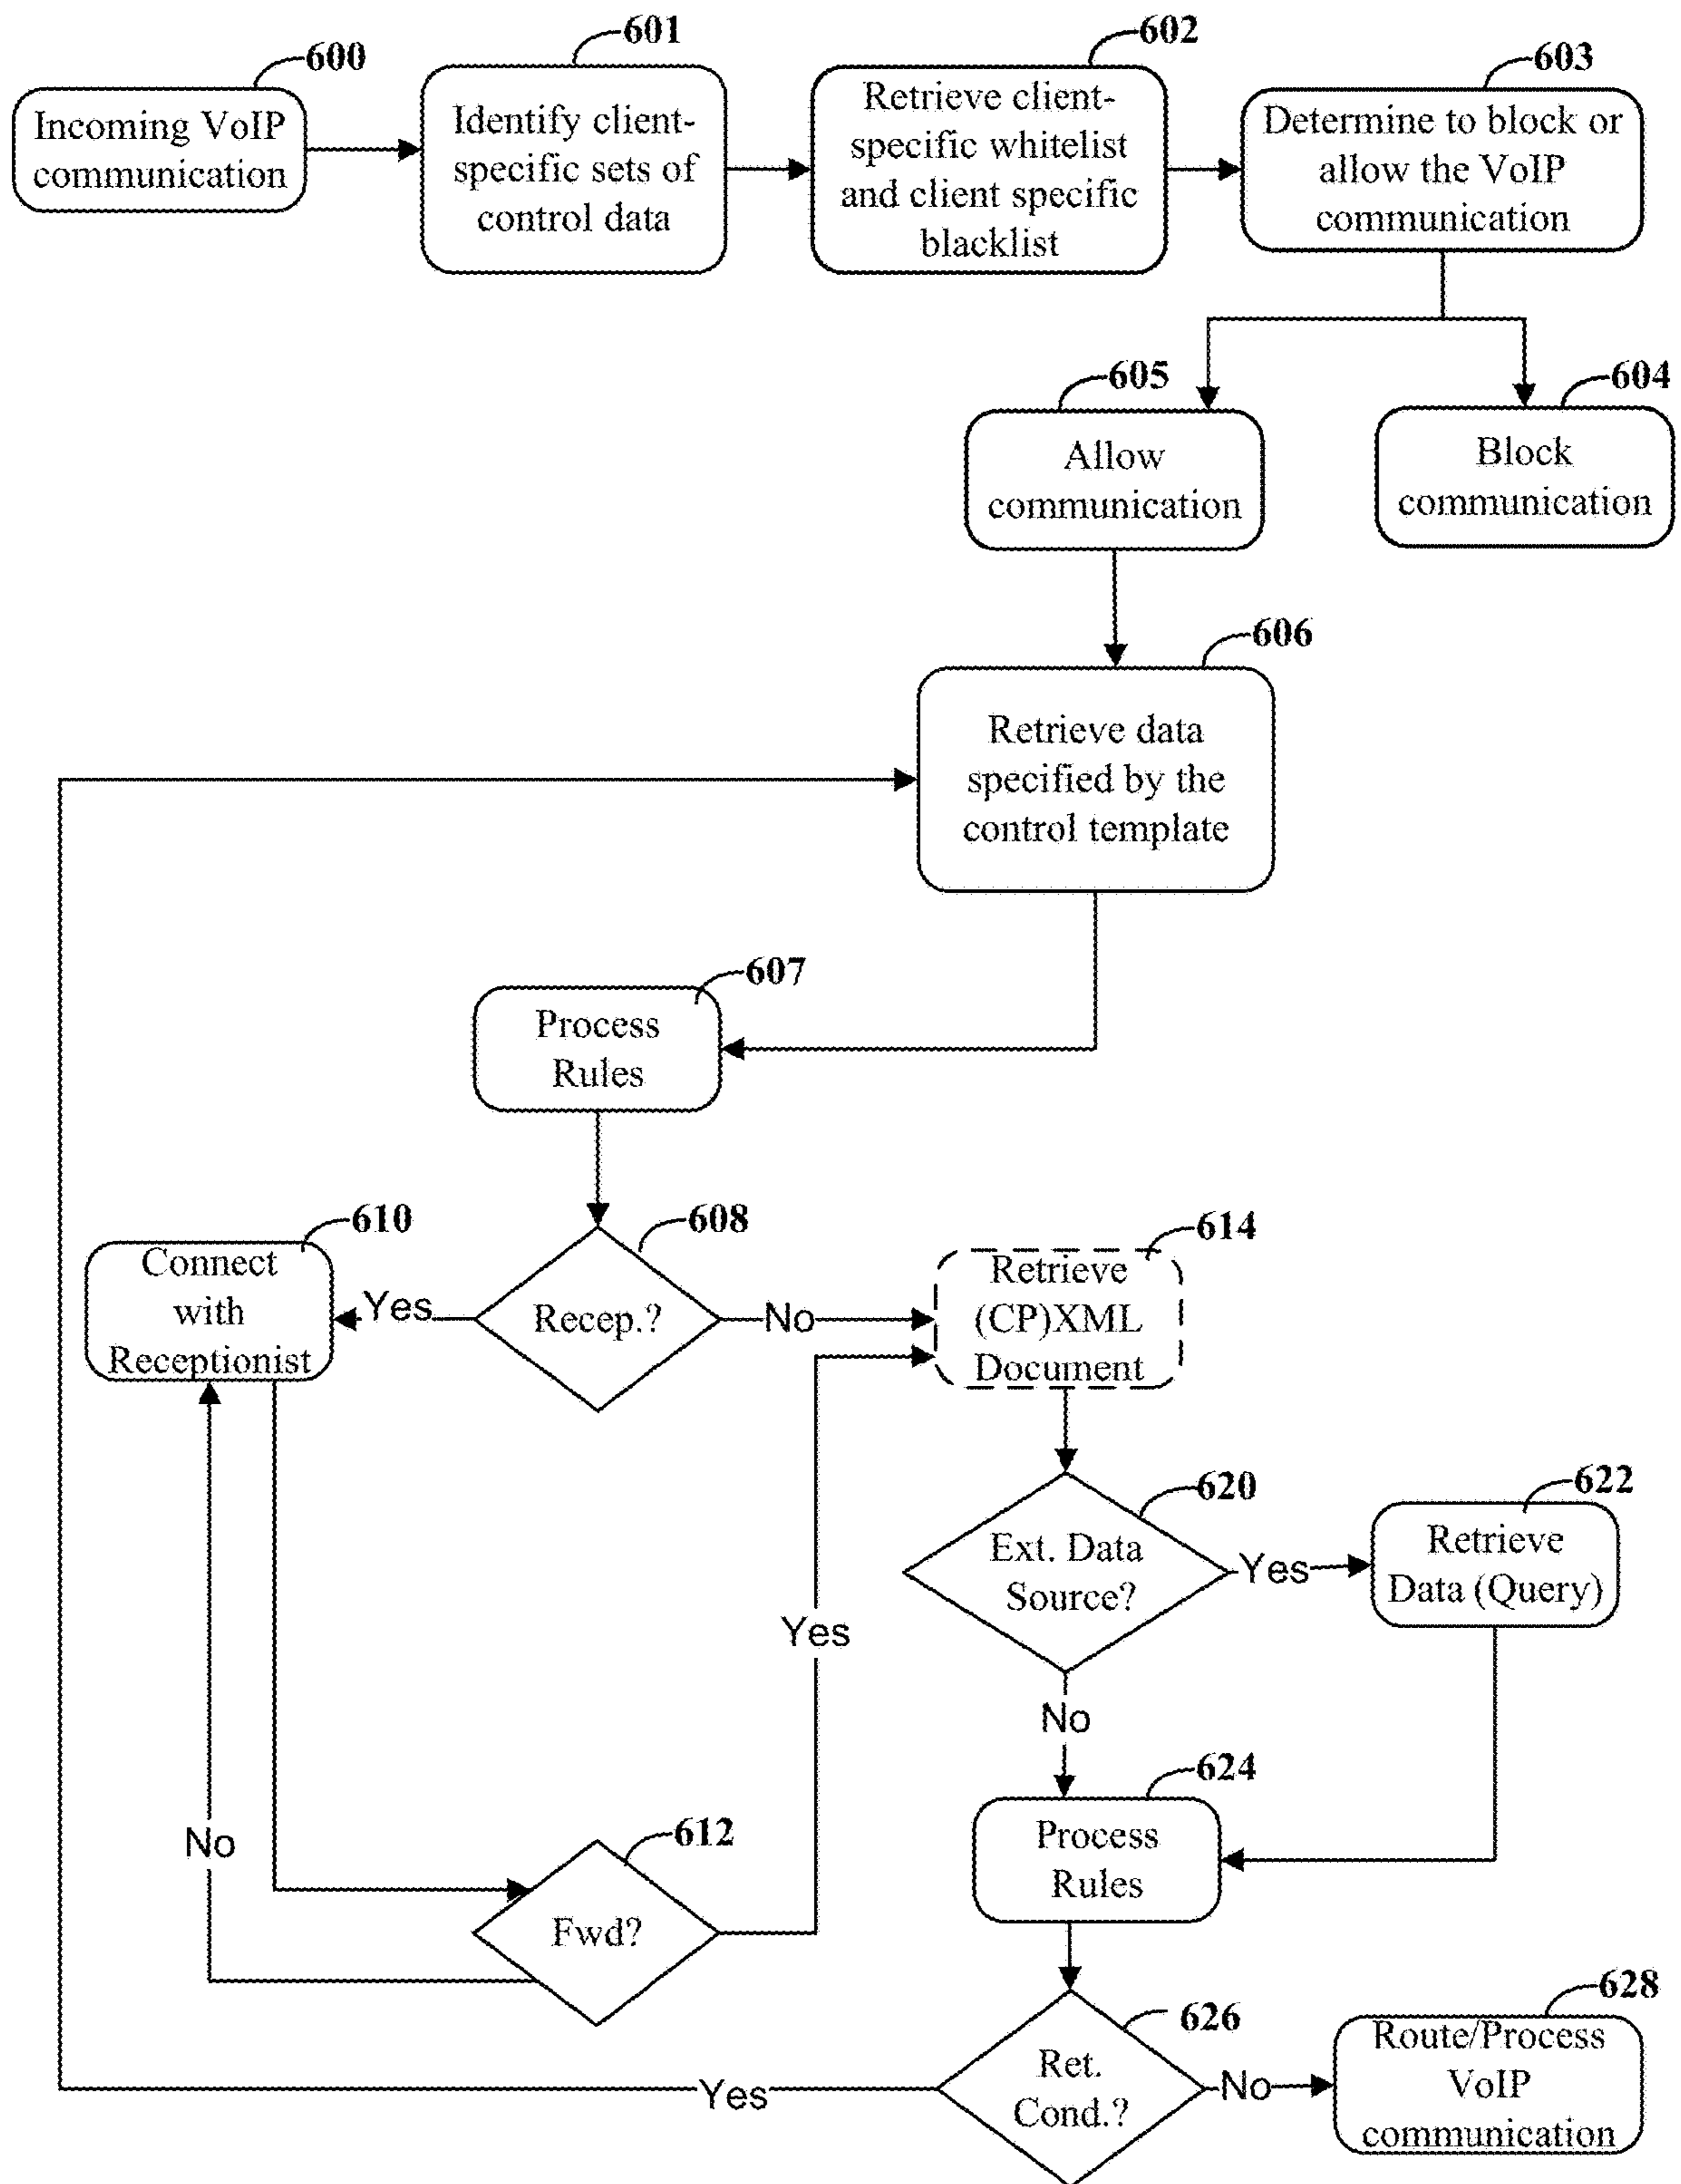 600
Incoming VoIP
communication
601
Identify client-
specific sets of
control data
602
Retrieve client-
specific whitelist
and client specific
blacklist
603
Determine to block or
allow the VoIP
communication
605
Allow
communication
604
Block
communication
606
Retrieve data
specified by the
control template
607
Process
Rules
608
Recep.?
Yes
No
610
Connect
with
Receptionist
614
Retrieve
(CP)XML
Document
620
Ext. Data
Source?
Yes
No
622
Retrieve
Data (Query)
Yes
No
612
Fwd?
624
Process
Rules
626
Ret.
Cond.?
Yes
No
628
Route/Process
VoIP
communication